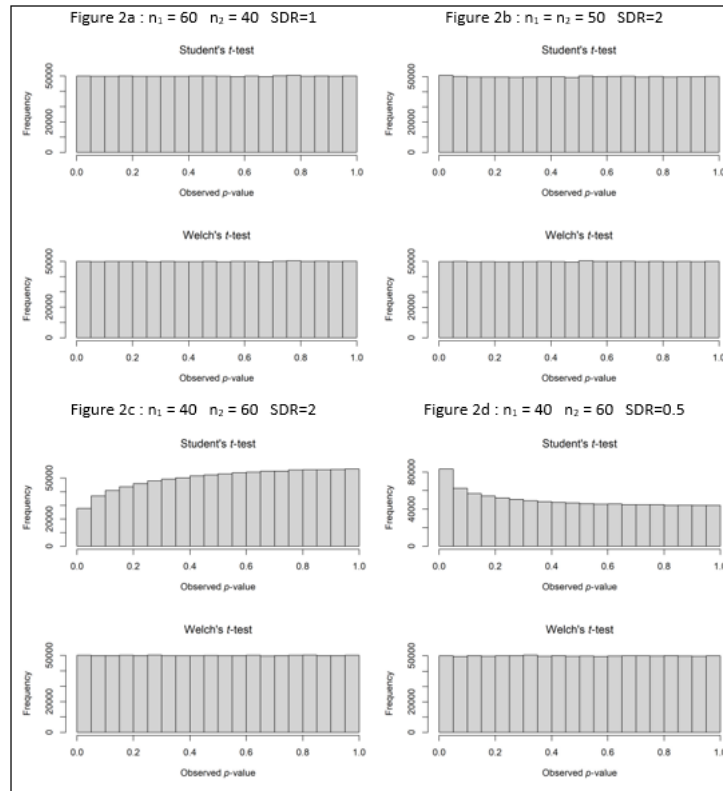 Figure 2a : n₁ = 60 n₂ = 40 SDR=1
Student's t-test
Frequency
0 20000 50000
0.0 0.2 0.4 0.6 0.8 1.0
Observed p-value
Welch's t-test
Frequency
0 20000 50000
0.0 0.2 0.4 0.6 0.8 1.0
Observed p-value
Figure 2b : n₁ = n₂ = 50 SDR=2
Student's t-test
Frequency
0 20000 50000
0.0 0.2 0.4 0.6 0.8 1.0
Observed p-value
Welch's t-test
Frequency
0 20000 50000
0.0 0.2 0.4 0.6 0.8 1.0
Observed p-value
Figure 2c : n₁ = 40 n₂ = 60 SDR=2
Student's t-test
Frequency
0 20000 50000
0.0 0.2 0.4 0.6 0.8 1.0
Observed p-value
Welch's t-test
Frequency
0 20000 50000
0.0 0.2 0.4 0.6 0.8 1.0
Observed p-value
Figure 2d : n₁ = 40 n₂ = 60 SDR=0.5
Student's t-test
Frequency
0 40000 80000
0.0 0.2 0.4 0.6 0.8 1.0
Observed p-value
Welch's t-test
Frequency
0 20000 50000
0.0 0.2 0.4 0.6 0.8 1.0
Observed p-value